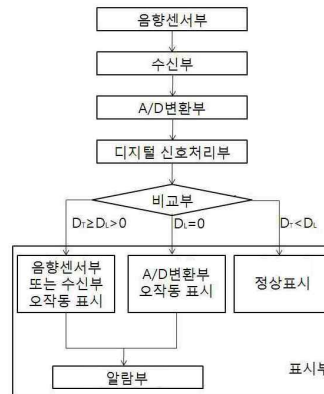 음향센서부
수신부
A/D변환부
디지털 신호처리부
비교부
DT≥DL>0
DL=0
DT<DL
음향센서부
또는 수신부
오작동 표시
A/D변환부
오작동 표시
정상표시
알람부
표시부